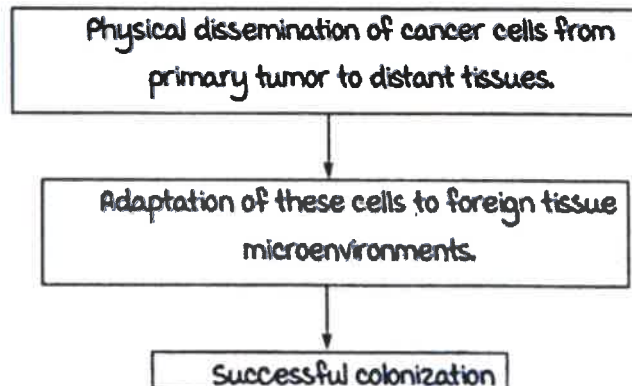 Physical dissemination of cancer cells from
primary tumor to distant tissues.
Adaptation of these cells to foreign tissue
microenvironments.
Successful colonization